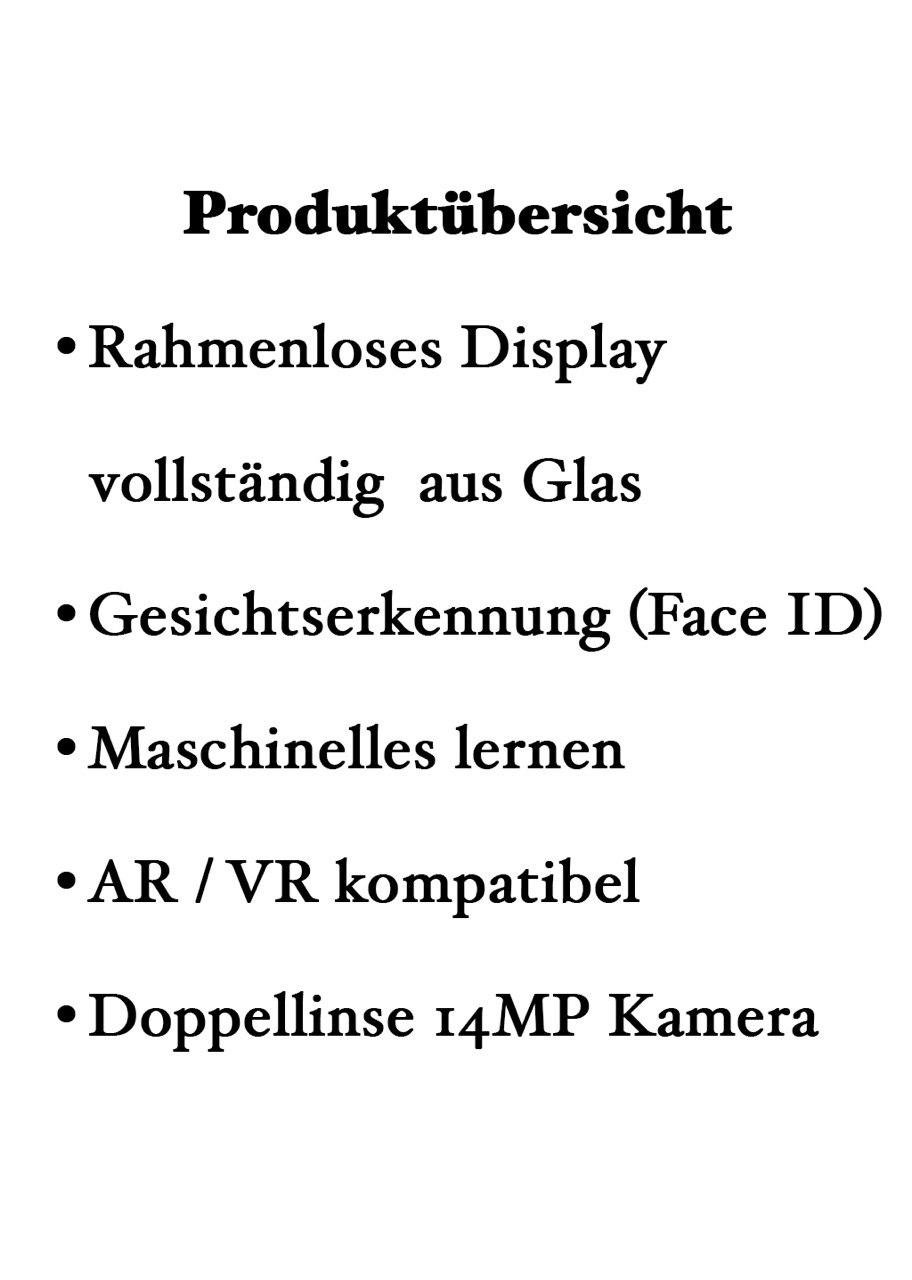 Produktübersicht
• Rahmenloses Display
vollständig aus Glas
• Gesichtserkennung (Face ID)
• Maschinelles lernen
• AR / VR kompatibel
• Doppellinse 14MP Kamera